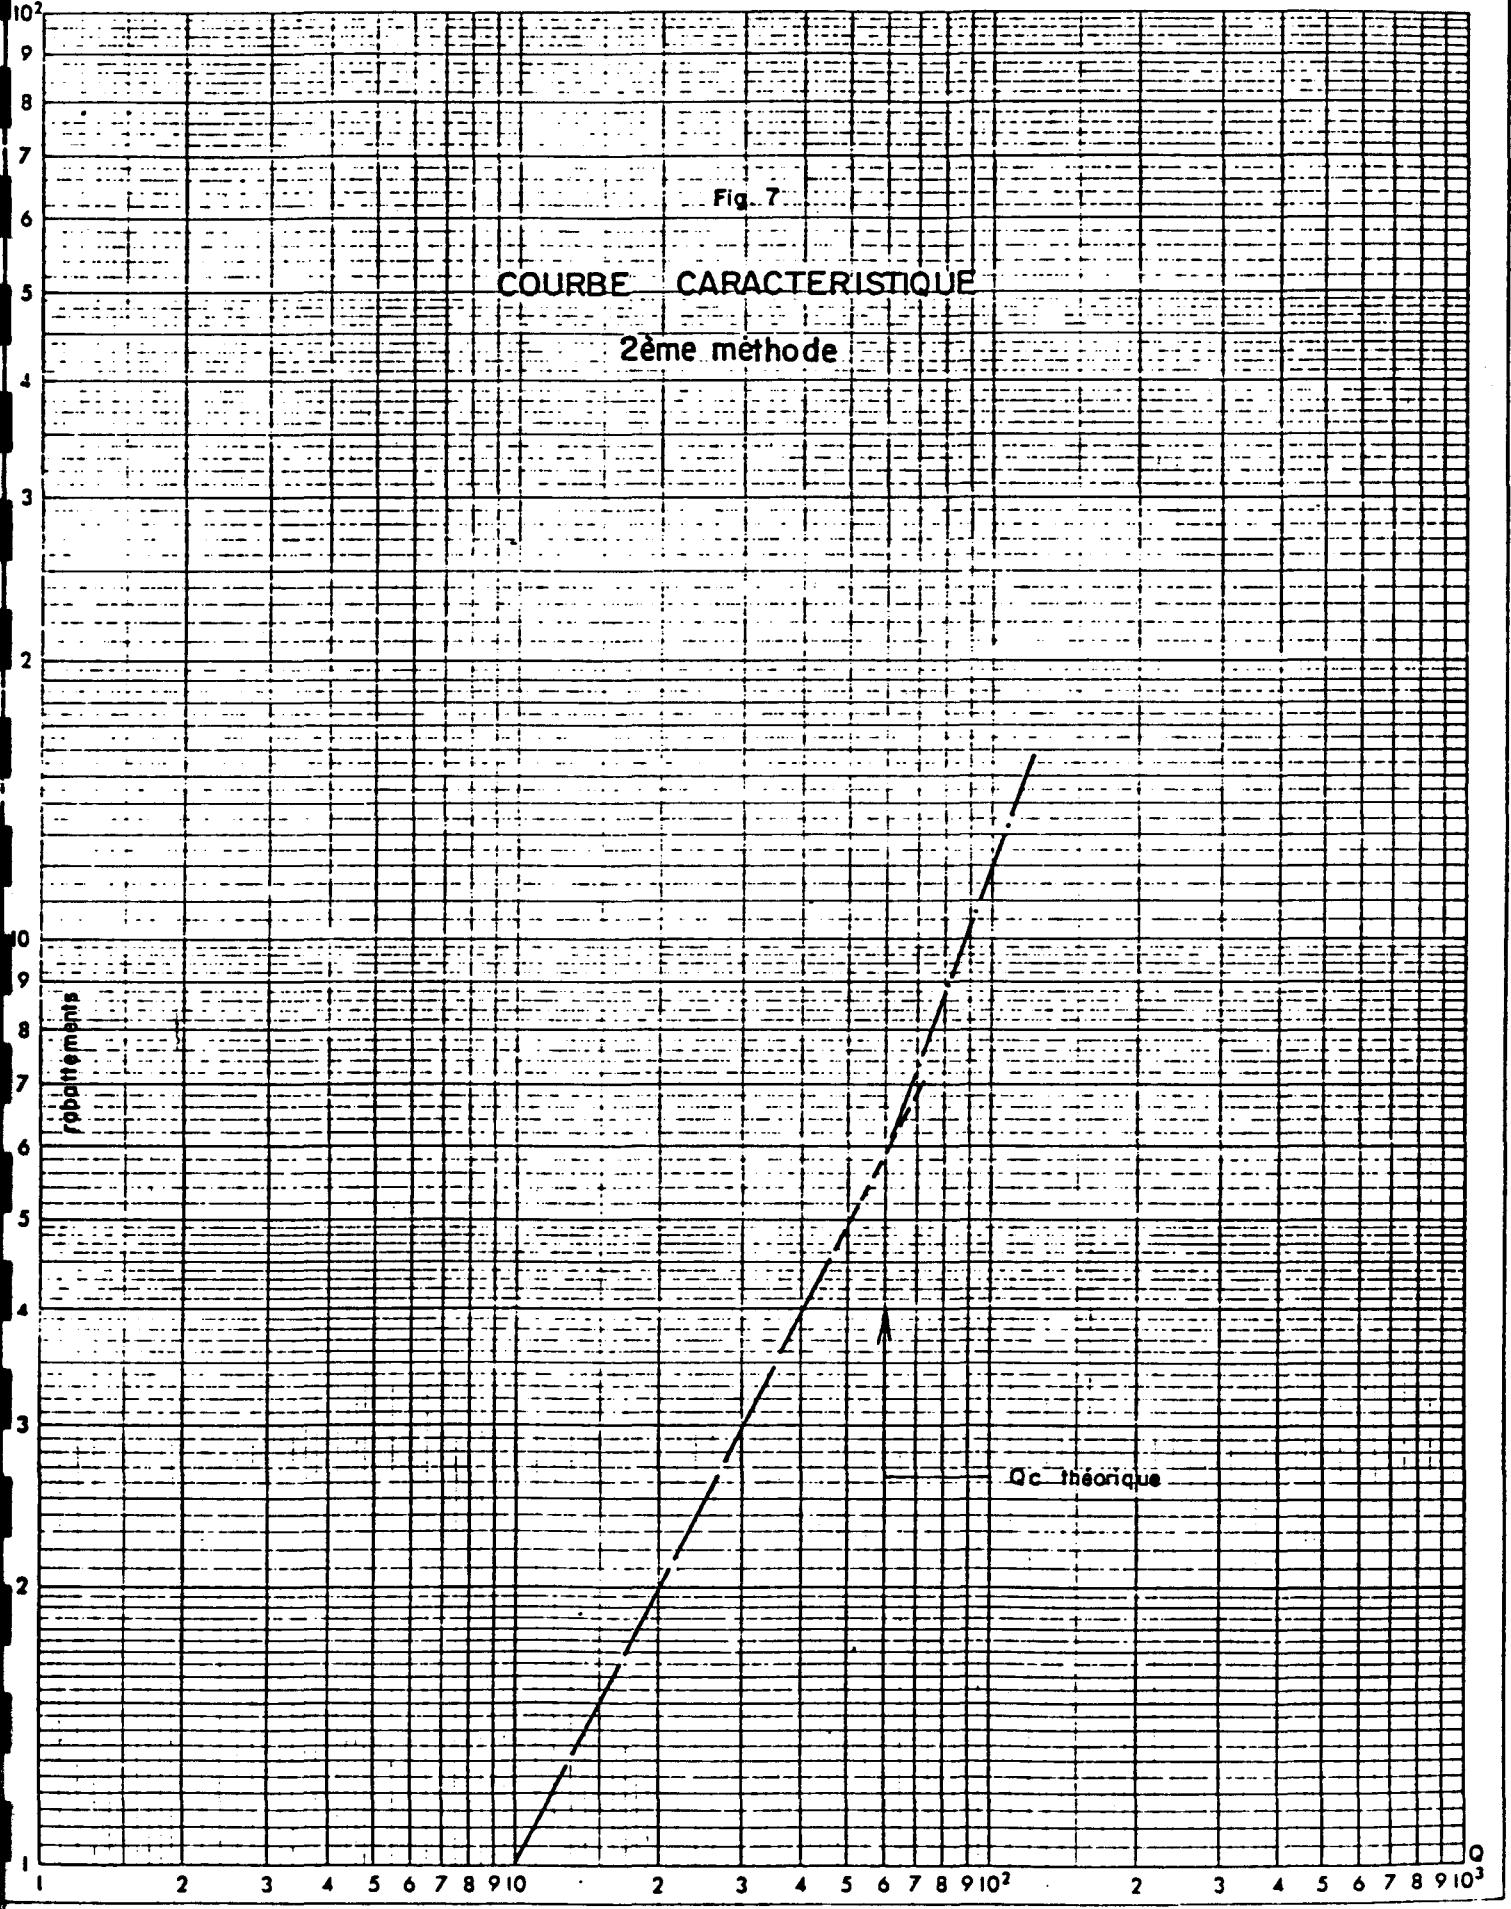 10²
9
8
7
Fig. 7
6
COURBE CARACTERISTIQUE
5
2ème méthode
4
3
2
10
9
rabattements
8
7
6
5
4
3
Qc théorique
2
1
Q
1 2 3 4 5 6 7 8 9 10 2 3 4 5 6 7 8 9 10² 2 3 4 5 6 7 8 9 10³